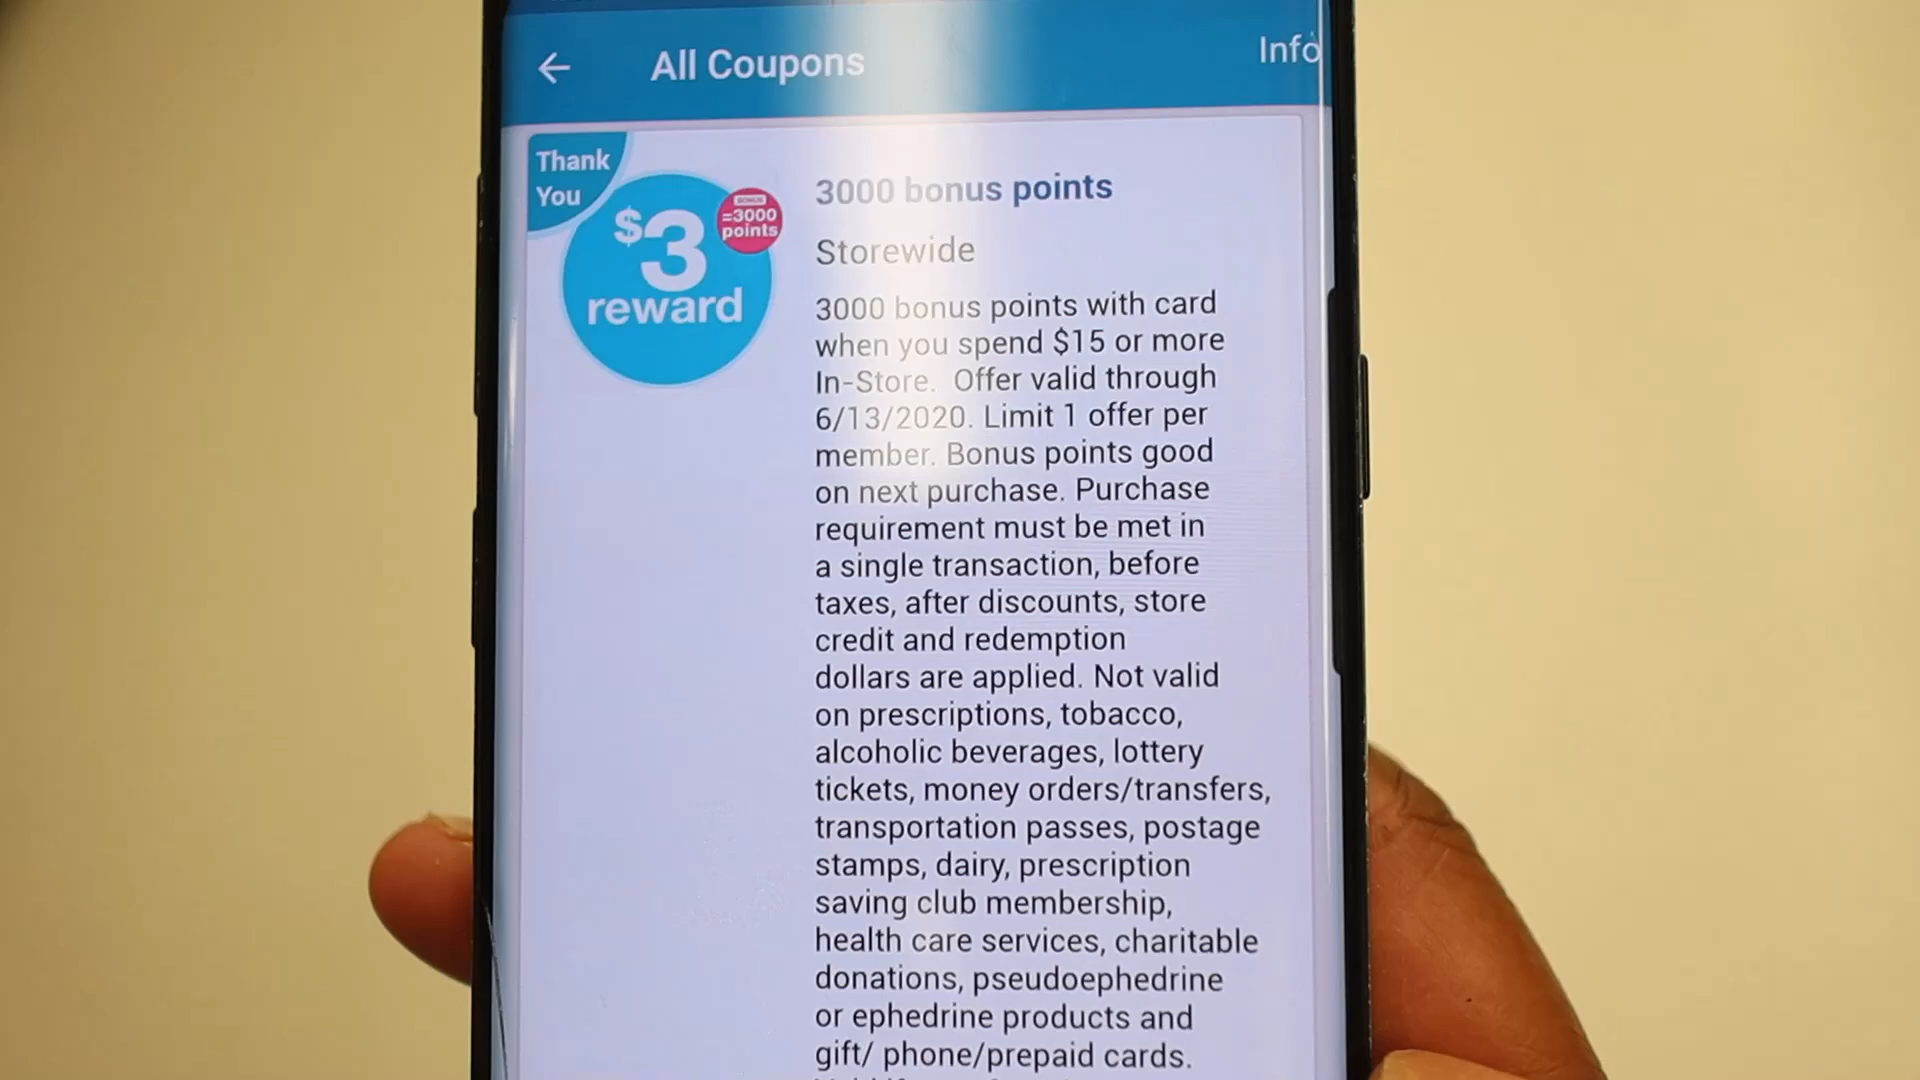 All Coupons
Info
Thank
You
$3
reward
BONUS
=3000
points
3000 bonus points
Storewide
3000 bonus points with card
when you spend $15 or more
In-Store. Offer valid through
6/13/2020. Limit 1 offer per
member. Bonus points good
on next purchase. Purchase
requirement must be met in
a single transaction, before
taxes, after discounts, store
credit and redemption
dollars are applied. Not valid
on prescriptions, tobacco,
alcoholic beverages, lottery
tickets, money orders/transfers,
transportation passes, postage
stamps, dairy, prescription
saving club membership,
health care services, charitable
donations, pseudoephedrine
or ephedrine products and
gift/ phone/prepaid cards.